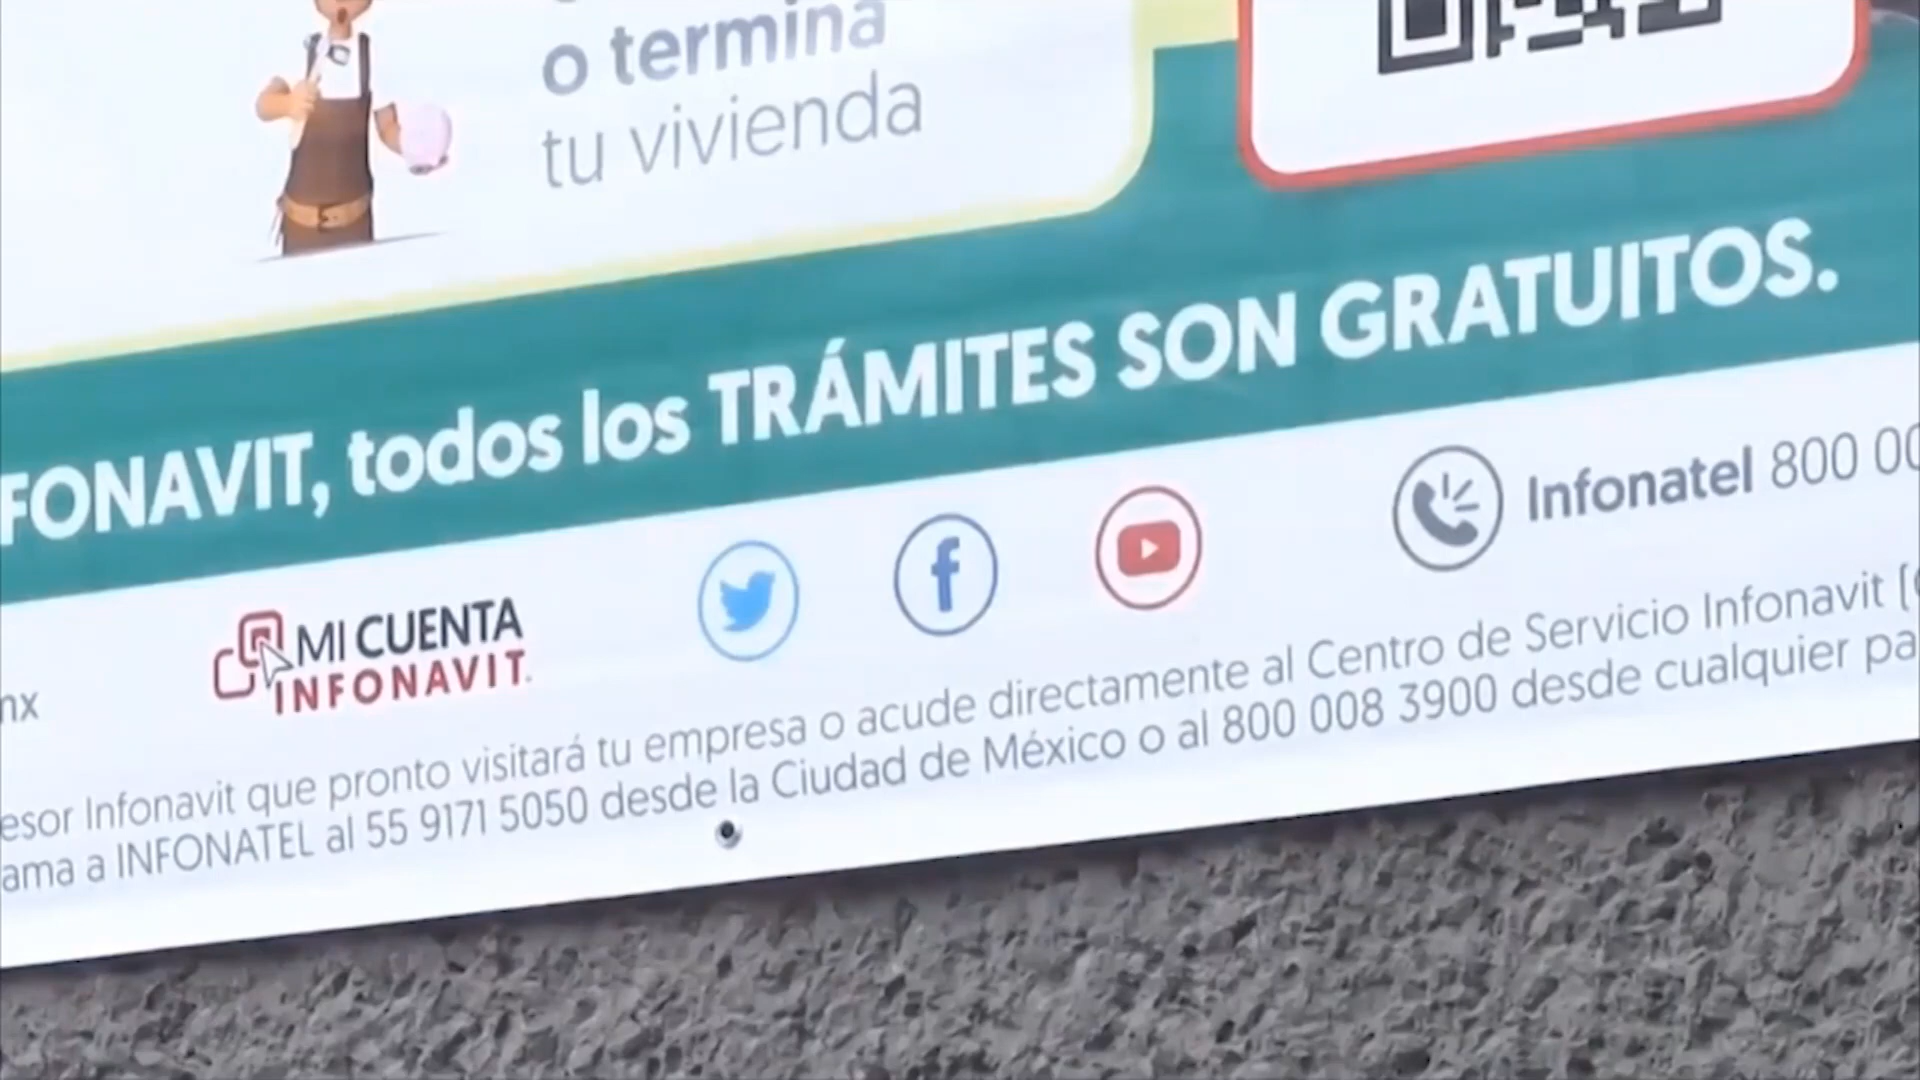 o termina
tu vivienda
FONAVIT, todos los TRÁMITES SON GRATUITOS.
MI CUENTA
INFONAVIT
Infonatel 800 00
esor Infonavit que pronto visitará tu empresa o acude directamente al Centro de Servicio Infonavit (
ama a INFONATEL al 55 9171 5050 desde la Ciudad de México o al 800 008 3900 desde cualquier pa